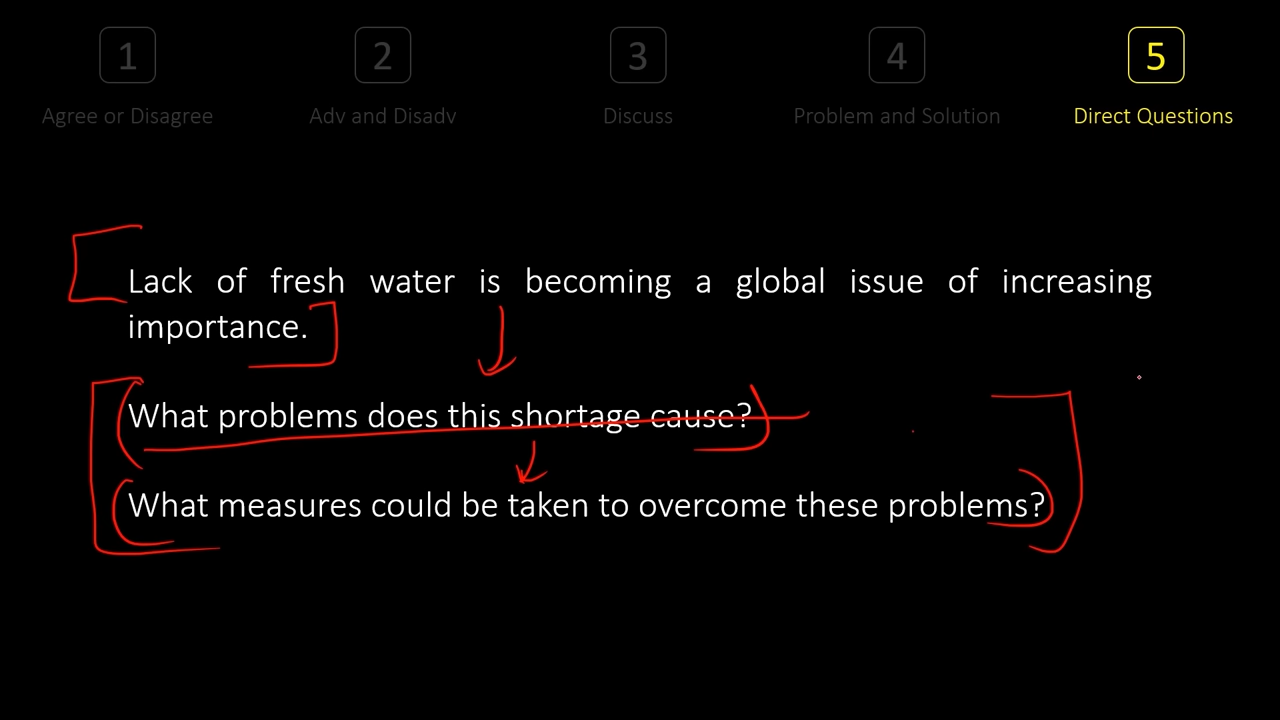 1 2 3 4 5
Agree or Disagree Adv and Disadv Discuss Problem and Solution Direct Questions
Lack of fresh water is becoming a global issue of increasing
importance.
What problems does this shortage cause?
What measures could be taken to overcome these problems?